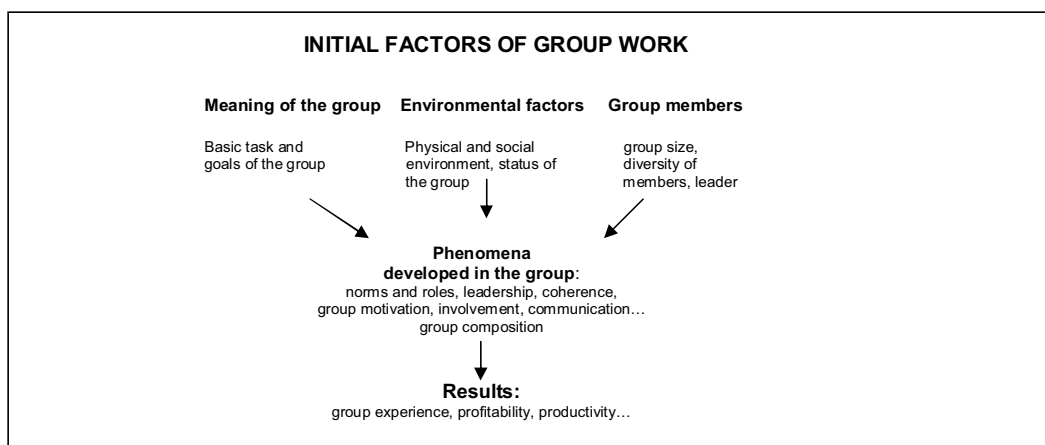 INITIAL FACTORS OF GROUP WORK
Meaning of the group
Basic task and
goals of the group
Environmental factors
Physical and social
environment, status of
the group
Group members
group size,
diversity of
members, leader
Phenomena
developed in the group:
norms and roles, leadership, coherence,
group motivation, involvement, communication…
group composition
Results:
group experience, profitability, productivity…